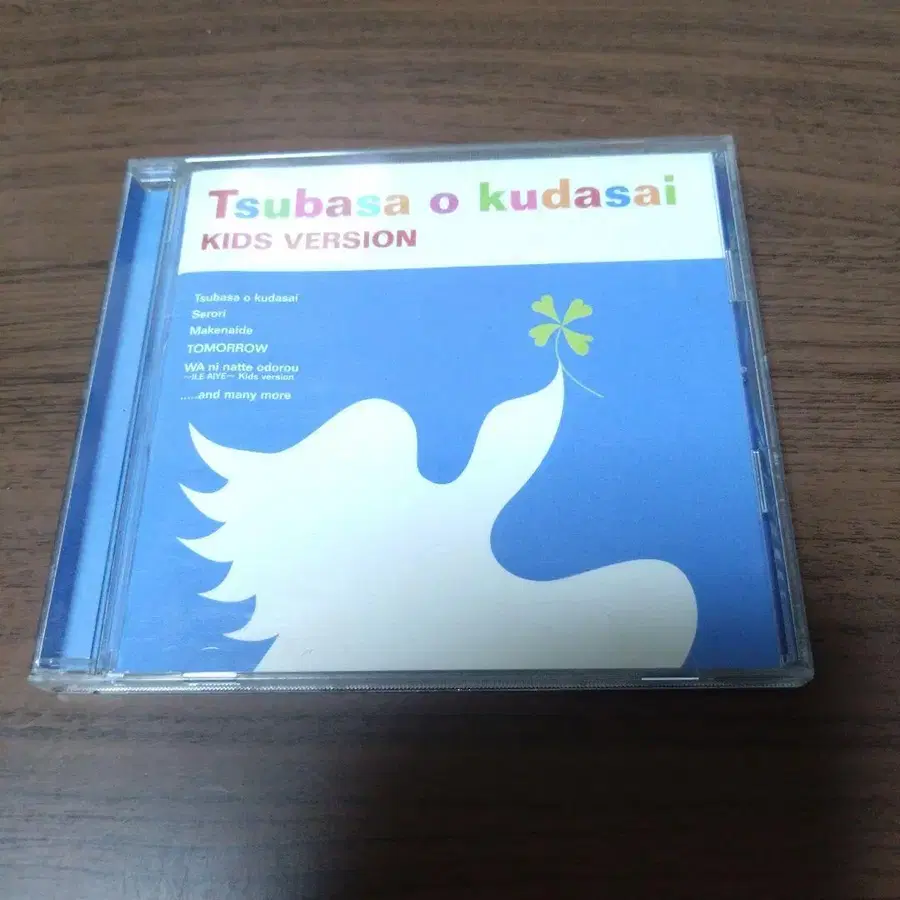 Tsubasa o kudasai
KIDS VERSION
Tsubasa o kudasai
Serori
Makenaide
TOMORROW
WA ni natte odorou
—ILE AIYE— Kids version
.....and many more